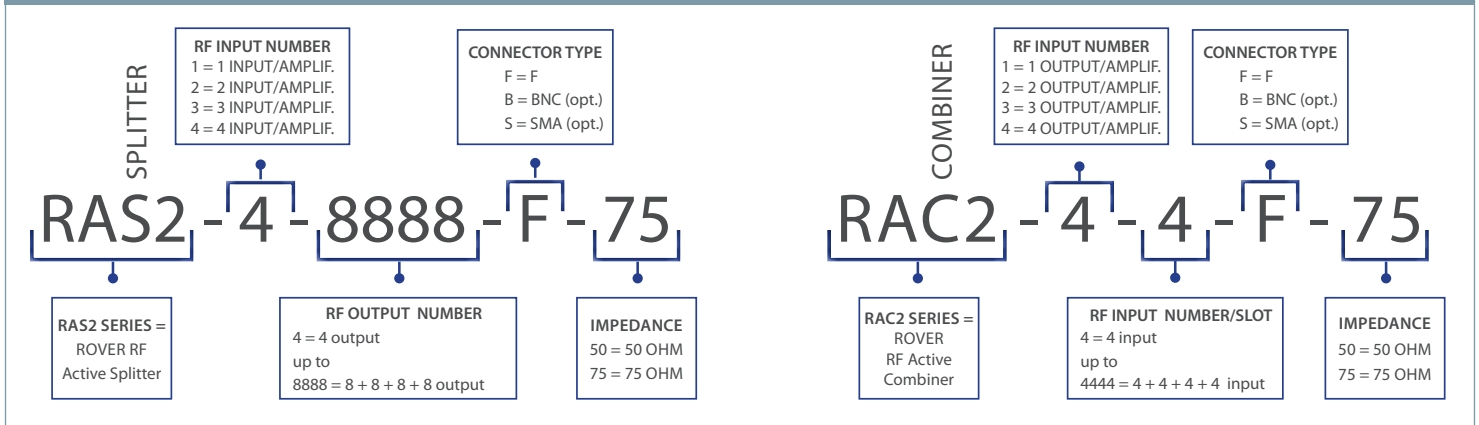 SPLITTER
RF INPUT NUMBER
1 = 1 INPUT/AMPLIF.
2 = 2 INPUT/AMPLIF.
3 = 3 INPUT/AMPLIF.
4 = 4 INPUT/AMPLIF.
CONNECTOR TYPE
F = F
B = BNC (opt.)
S = SMA (opt.)
RAS2 - 4 - 8888 - F - 75
RAS2 SERIES =
ROVER RF
Active Splitter
RF OUTPUT NUMBER
4 = 4 output
up to
8888 = 8 + 8 + 8 + 8 output
IMPEDANCE
50 = 50 OHM
75 = 75 OHM
COMBINER
RF INPUT NUMBER
1 = 1 OUTPUT/AMPLIF.
2 = 2 OUTPUT/AMPLIF.
3 = 3 OUTPUT/AMPLIF.
4 = 4 OUTPUT/AMPLIF.
CONNECTOR TYPE
F = F
B = BNC (opt.)
S = SMA (opt.)
RAC2 - 4 - 4 - F - 75
RAC2 SERIES =
ROVER
RF Active
Combiner
RF INPUT NUMBER/SLOT
4 = 4 input
up to
4444 = 4 + 4 + 4 + 4 input
IMPEDANCE
50 = 50 OHM
75 = 75 OHM